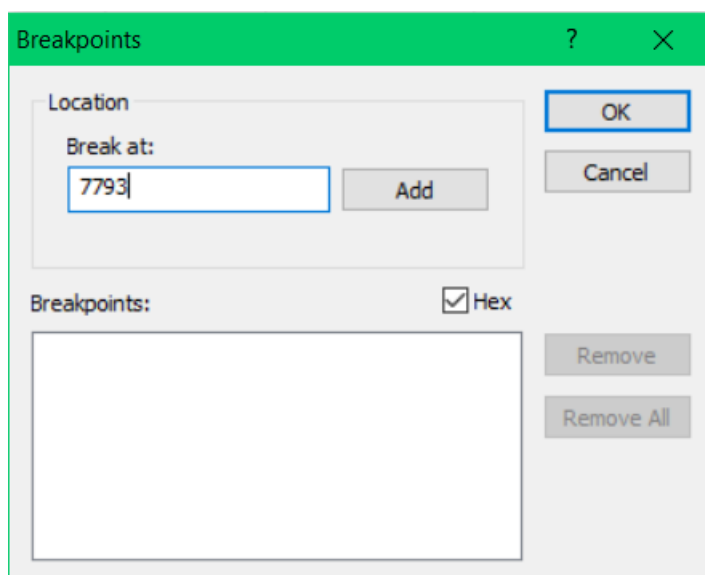 Breakpoints ?
Location
OK
Break at:
7793
Add
Cancel
Breakpoints:
Hex
Remove
Remove All